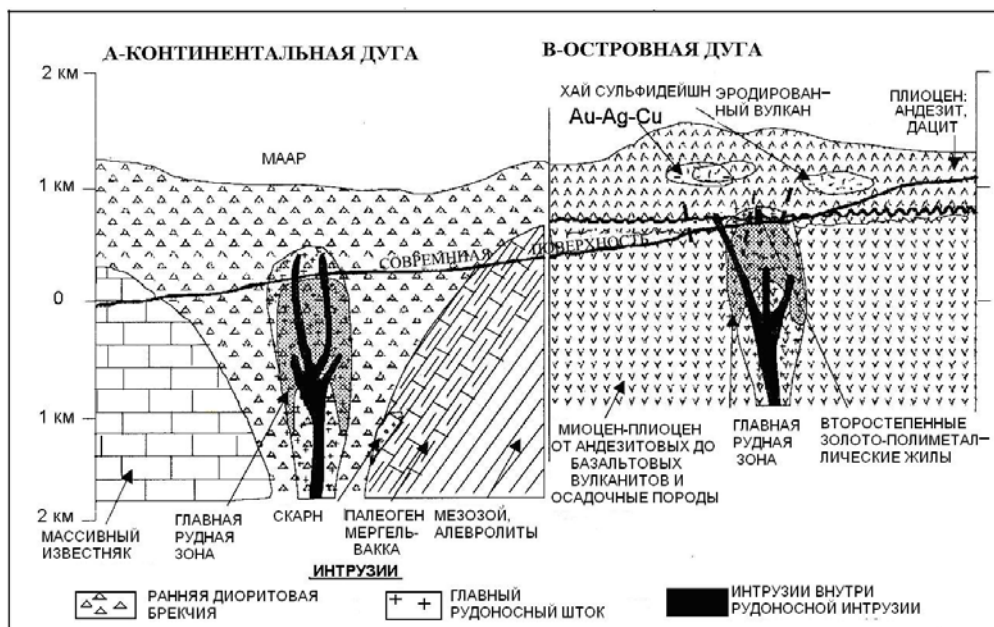 А-КОНТИНЕНТАЛЬНАЯ ДУГА
В-ОСТРОВНАЯ ДУГА
2 КМ
1 КМ
0
1 КМ
2 КМ
МААР
ХАЙ СУЛЬФИДЕЙШН
Au-Ag-Cu
ЭРОДИРОВАН-
НЫЙ ВУЛКАН
ПЛИОЦЕН:
АНДЕЗИТ,
ДАЦИТ
СОВРЕМННАЯ ПОВЕРХНОСТЬ
МАССИВНЫЙ
ИЗВЕСТНЯК
ГЛАВНАЯ
РУДНАЯ
ЗОНА
СКАРН
ПАЛЕОГЕН
МЕРГЕЛЬ-
ВАККА
МЕЗОЗОЙ,
АЛЕВРОЛИТЫ
МИОЦЕН-ПЛИОЦЕН
ОТ АНДЕЗИТОВЫХ ДО
БАЗАЛЬТОВЫХ
ВУЛКАНИТОВ И
ОСАДОЧНЫЕ ПОРОДЫ
ГЛАВНАЯ
РУДНАЯ
ЗОНА
ВТОРОСТЕПЕННЫЕ
ЗОЛОТО-ПОЛИМЕТАЛ-
ЛИЧЕСКИЕ ЖИЛЫ
ИНТРУЗИИ
РАННЯЯ ДИОРИТОВАЯ
БРЕКЧИЯ
ГЛАВНЫЙ
РУДОНОСНЫЙ ШТОК
ИНТРУЗИИ ВНУТРИ
РУДОНОСНОЙ ИНТРУЗИИ